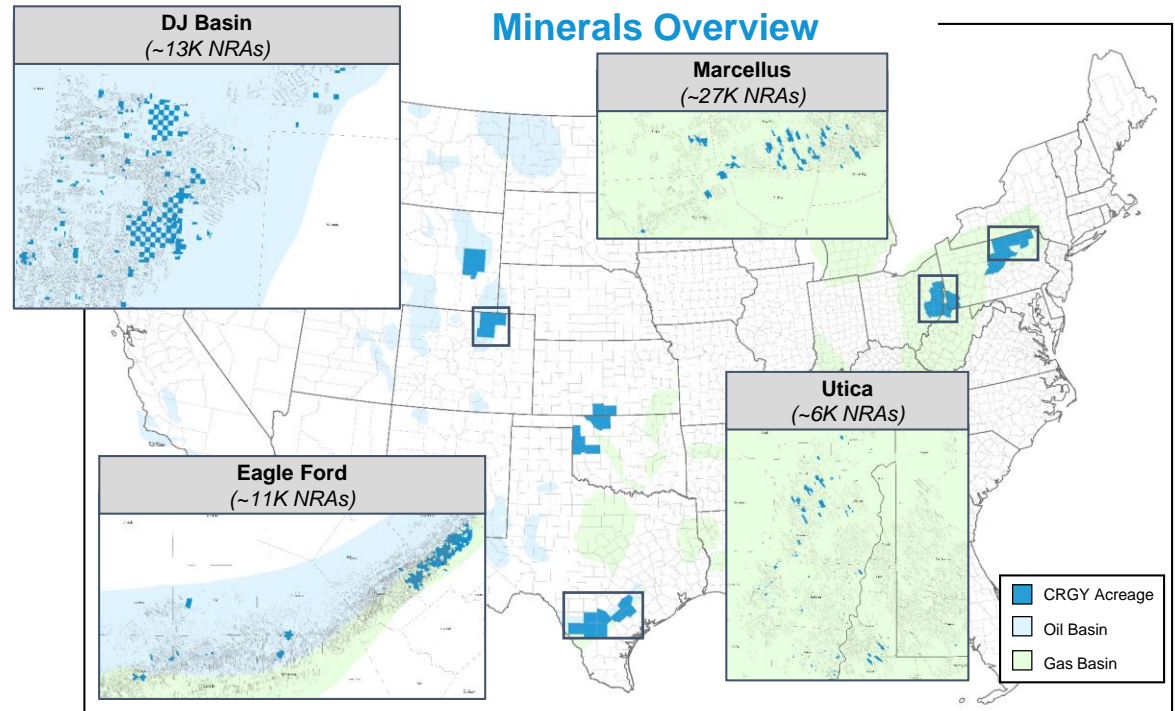 Minerals Overview
DJ Basin
(~13K NRAs)
Marcellus
(~27K NRAs)
Utica
(~6K NRAs)
Eagle Ford
(~11K NRAs)
CRGY Acreage
Oil Basin
Gas Basin